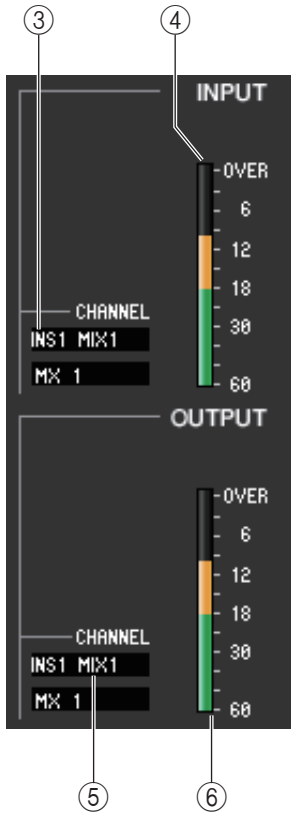 ③ ④
INPUT
OVER
6
12
18
30
60
CHANNEL
INS1 MIX1
MX 1
OUTPUT
OVER
6
12
18
30
60
CHANNEL
INS1 MIX1
MX 1
⑤ ⑥